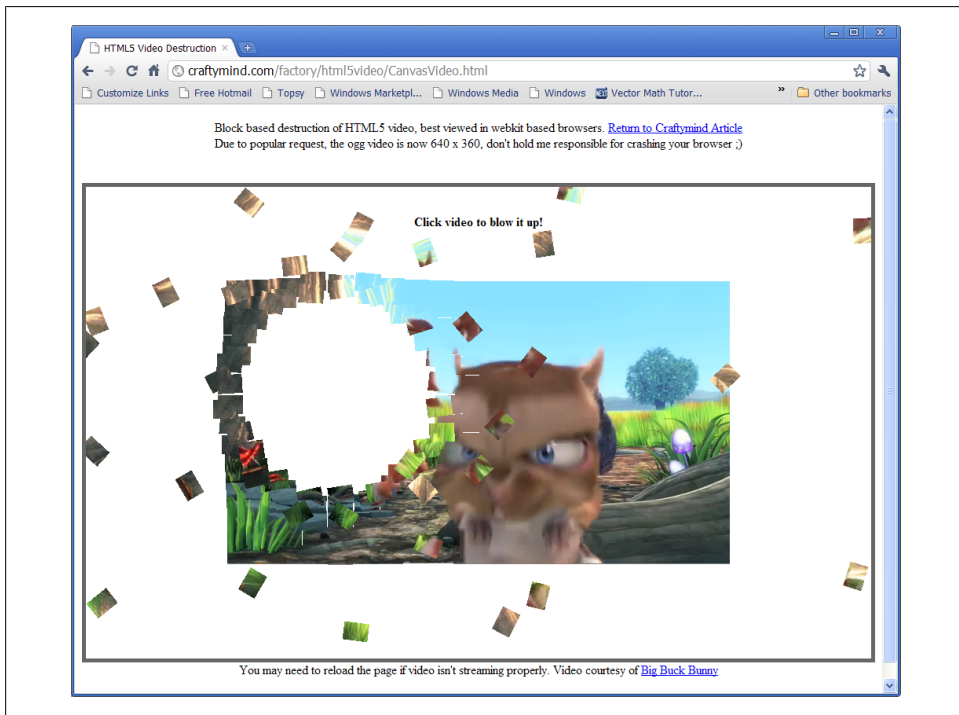 HTML5 Video Destruction
craftymind.com/factory/html5video/CanvasVideo.html
Customize Links Free Hotmail Topsy Windows Marketpl... Windows Media Windows Vector Math Tutor... » Other bookmarks
Block based destruction of HTML5 video, best viewed in webkit based browsers. Return to Craftymind Article
Due to popular request, the ogg video is now 640 x 360, don't hold me responsible for crashing your browser ;)
Click video to blow it up!
You may need to reload the page if video isn't streaming properly. Video courtesy of Big Buck Bunny